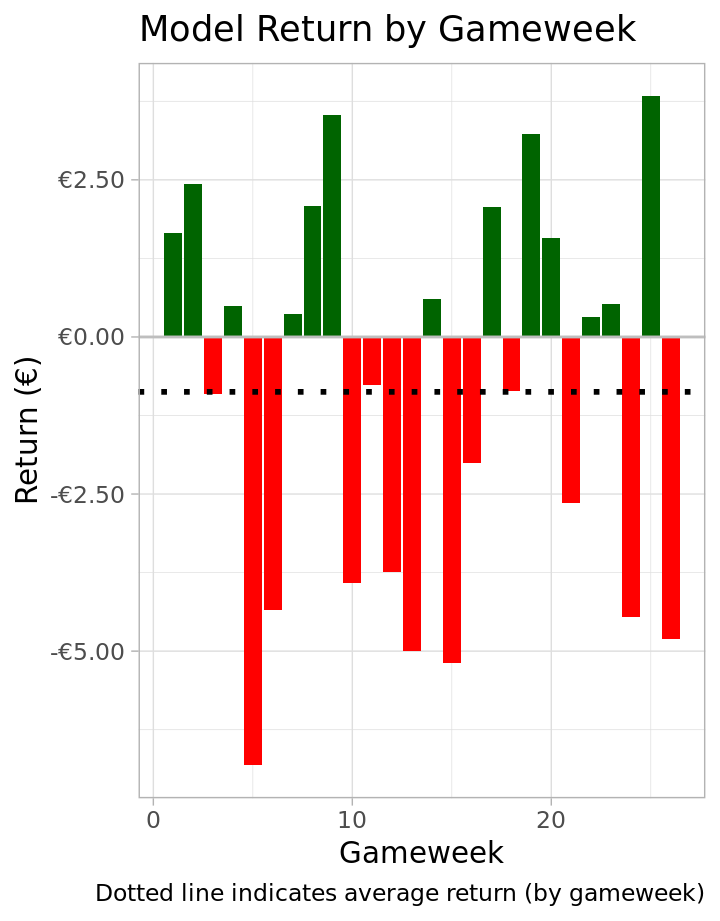 Model Return by Gameweek
Return (€)
€2.50
€0.00
-€2.50
-€5.00
0
10
20
Gameweek
Dotted line indicates average return (by gameweek)